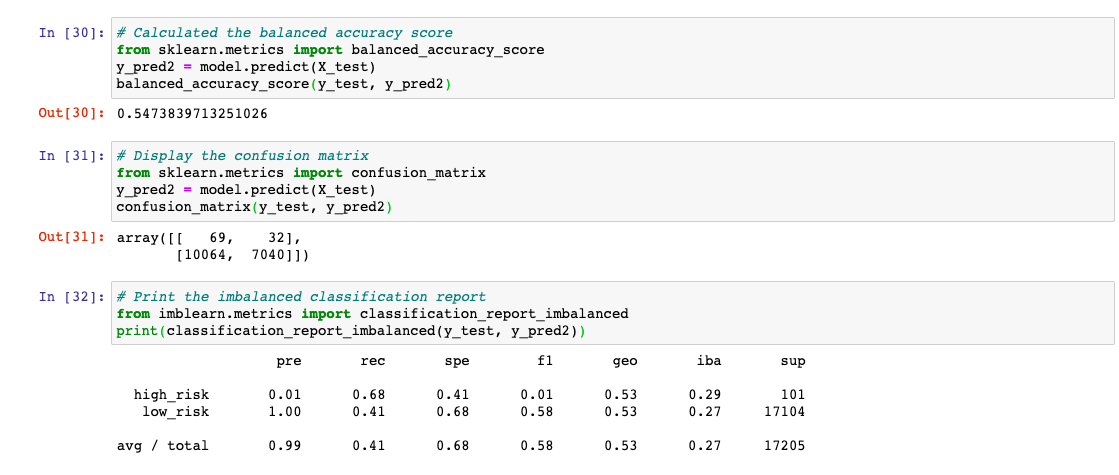 In [30]: # Calculated the balanced accuracy score
from sklearn.metrics import balanced_accuracy_score
y_pred2 = model.predict(X_test)
balanced_accuracy_score(y_test, y_pred2)
Out[30]: 0.5473839713251026
In [31]: # Display the confusion matrix
from sklearn.metrics import confusion_matrix
y_pred2 = model.predict(X_test)
confusion_matrix(y_test, y_pred2)
Out[31]: array([[   69,    32],
       [10064,  7040]])
In [32]: # Print the imbalanced classification report
from imblearn.metrics import classification_report_imbalanced
print(classification_report_imbalanced(y_test, y_pred2))
                   pre       rec       spe        f1       geo       iba       sup
  high_risk       0.01      0.68      0.41      0.01      0.53      0.29       101
   low_risk       1.00      0.41      0.68      0.58      0.53      0.27     17104
avg / total       0.99      0.41      0.68      0.58      0.53      0.27     17205